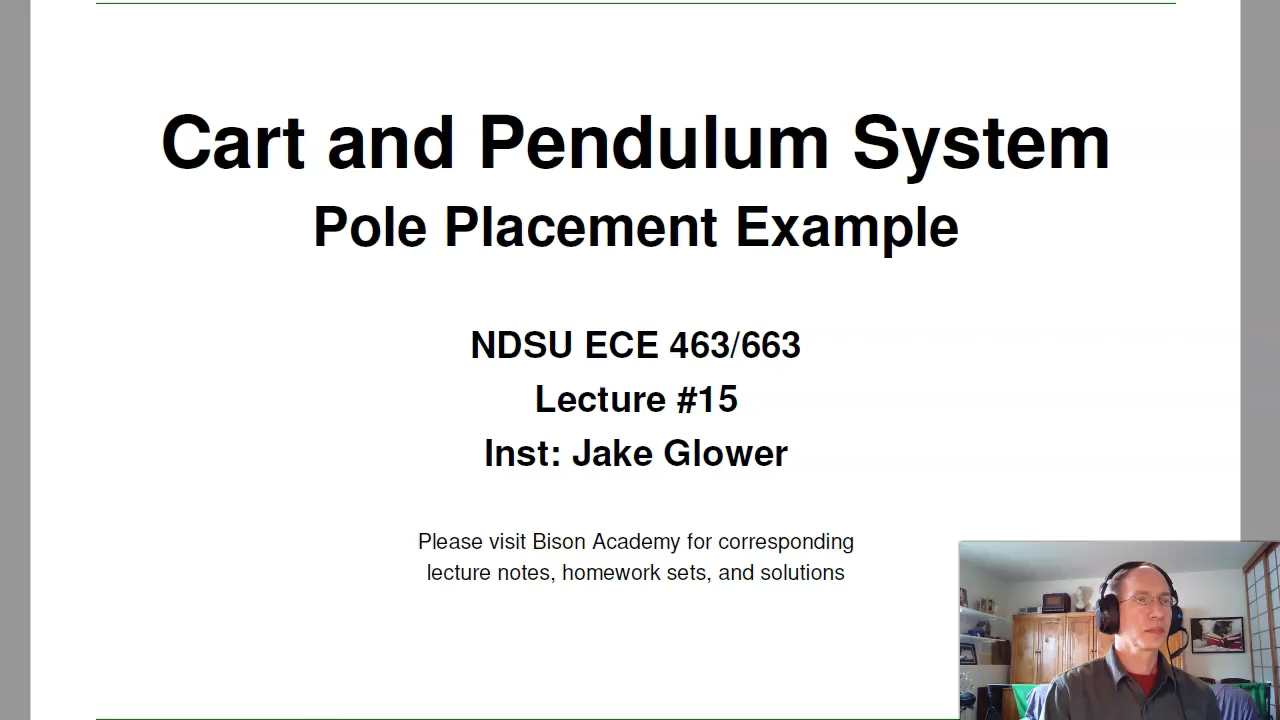 Cart and Pendulum System
Pole Placement Example
NDSU ECE 463/663
Lecture #15
Inst: Jake Glower
Please visit Bison Academy for corresponding
lecture notes, homework sets, and solutions